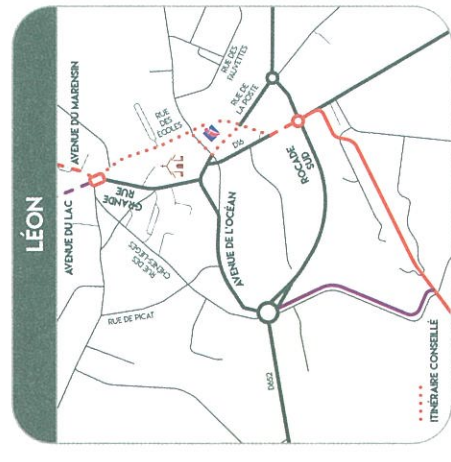 LÉON
AVENUE DU LAC
AVENUE DU MARENSIN
GRANDE
RUE
RUE DES
CHÊNES-LIÈGES
RUE DE PICAT
RUE
DES
ÉCOLES
RUE DES
FAUVETTES
RUE DE
LA POSTE
D16
AVENUE DE L'OCÉAN
ROCADE
SUD
D652
ITINÉRAIRE CONSEILLÉ